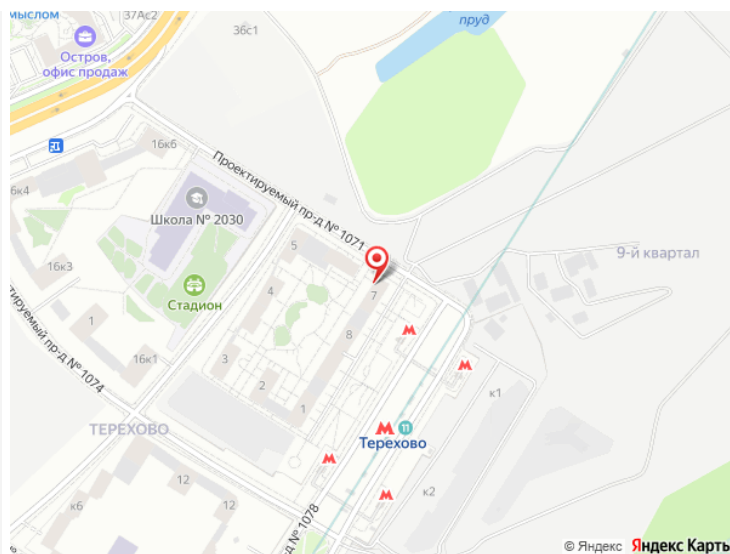 мыслом
37Ас2
36с1
пруд
Остров,
офис продаж
16к6
16к4
Школа № 2030
Проектируемый пр-д № 1071
9-й квартал
16к3
5
Стадион
4
7
8
1
16к1
3
2
1
к1
ектируемый пр-д № 1074
М
М
М
11
Терехово
ТЕРЕХОВО
М
М
к2
12
12
к6
-д № 1078
© Яндекс Яндекс Карты